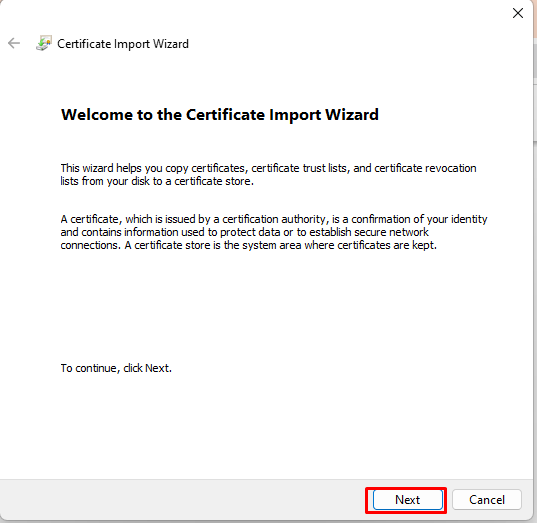 Certificate Import Wizard
Welcome to the Certificate Import Wizard
This wizard helps you copy certificates, certificate trust lists, and certificate revocation
lists from your disk to a certificate store.
A certificate, which is issued by a certification authority, is a confirmation of your identity
and contains information used to protect data or to establish secure network
connections. A certificate store is the system area where certificates are kept.
To continue, click Next.
Next
Cancel